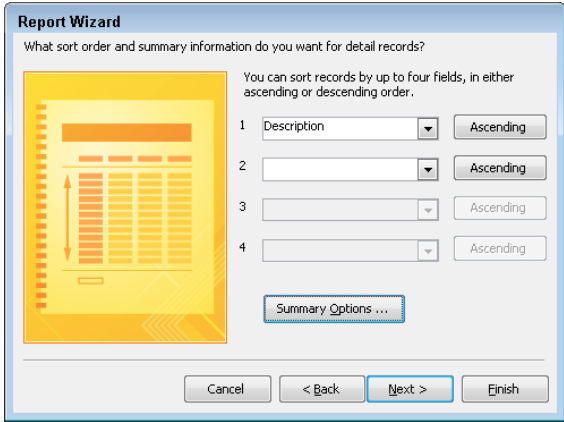 Report Wizard
What sort order and summary information do you want for detail records?
You can sort records by up to four fields, in either
ascending or descending order.
1 Description Ascending
2 Ascending
3 Ascending
4 Ascending
Summary Options ...
Cancel < Back Next > Finish